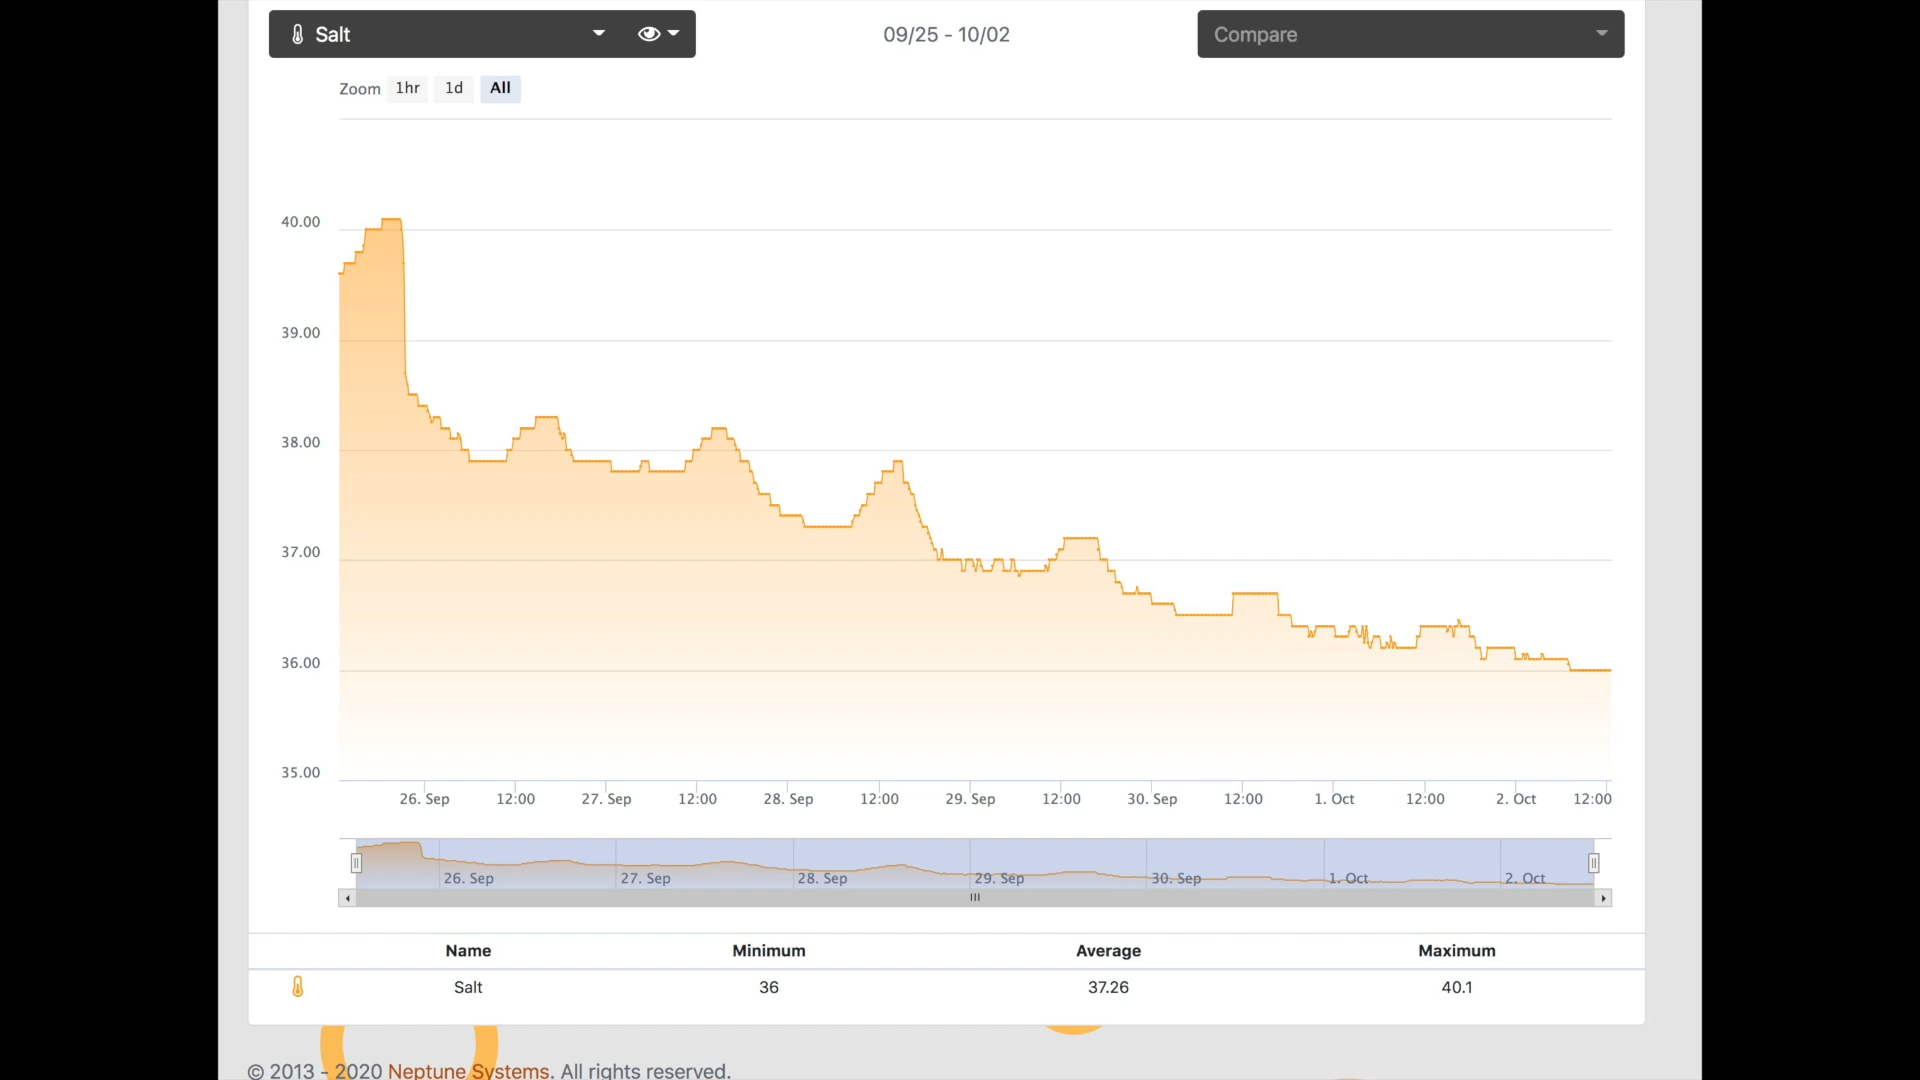 Salt
09/25 - 10/02
Compare
Zoom 1hr 1d All
40.00
39.00
38.00
37.00
36.00
35.00
26. Sep 12:00 27. Sep 12:00 28. Sep 12:00 29. Sep 12:00 30. Sep 12:00 1. Oct 12:00 2. Oct 12:00
26. Sep 27. Sep 28. Sep 29. Sep 30. Sep 1. Oct 2. Oct
Name Minimum Average Maximum
Salt 36 37.26 40.1
© 2013 - 2020 Neptune Systems. All rights reserved.